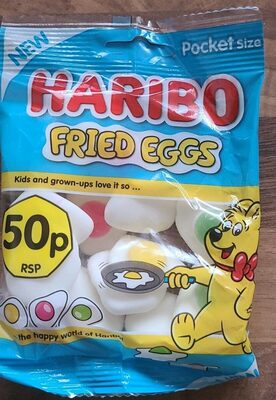 NEW
Pocket size
HARIBO
FRIED EGGS
Kids and grown-ups love it so ...
50p
RSP
the happy world of Haribo